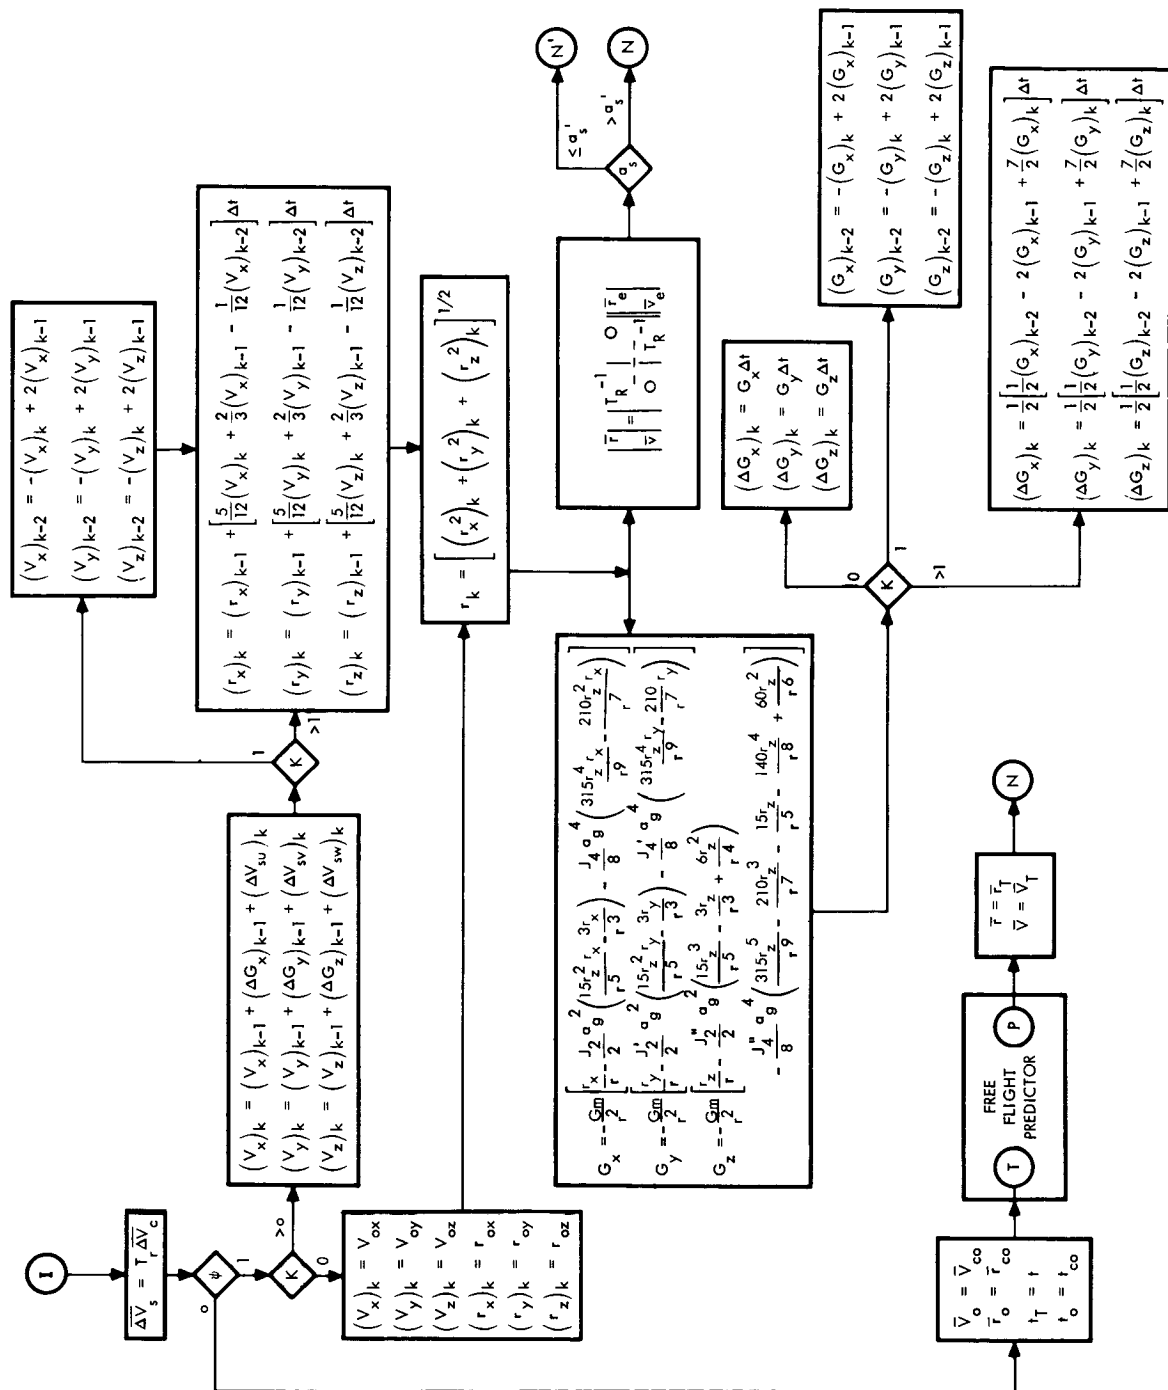 I
ΔV̄_s = T_r ΔV̄_c
ψ
0
1
K
>0
0
(V_x)_k = V_ox
(V_y)_k = V_oy
(V_z)_k = V_oz
(r_x)_k = r_ox
(r_y)_k = r_oy
(r_z)_k = r_oz
(V_x)_k = (V_x)_k-1 + (ΔG_x)_k-1 + (ΔV_su)_k
(V_y)_k = (V_y)_k-1 + (ΔG_y)_k-1 + (ΔV_sv)_k
(V_z)_k = (V_z)_k-1 + (ΔG_z)_k-1 + (ΔV_sw)_k
K
1
>1
(V_x)_k-2 = -(V_x)_k + 2(V_x)_k-1
(V_y)_k-2 = -(V_y)_k + 2(V_y)_k-1
(V_z)_k-2 = -(V_z)_k + 2(V_z)_k-1
(r_x)_k = (r_x)_k-1 + [5/12(V_x)_k + 2/3(V_x)_k-1 - 1/12(V_x)_k-2]Δt
(r_y)_k = (r_y)_k-1 + [5/12(V_y)_k + 2/3(V_y)_k-1 - 1/12(V_y)_k-2]Δt
(r_z)_k = (r_z)_k-1 + [5/12(V_z)_k + 2/3(V_z)_k-1 - 1/12(V_z)_k-2]Δt
r_k = [(r_x^2)_k + (r_y^2)_k + (r_z^2)_k]^1/2
|r̄ / v̄| = |T_R^-1 0 / 0 T_R^-1| |r̄_e / v̄_e|
a_s
≤a_s'
>a_s'
N'
N
G_x = -Gm/r^2 [r_x/r - J_2 a_g^2/2 (15r_z^2 r_x/r^5 - 3r_x/r^3) - J_4 a_g^4/8 (315r_z^4 r_x/r^9 - 210r_z^2 r_x/r^7)]
G_y = -Gm/r^2 [r_y/r - J_2' a_g^2/2 (15r_z^2 r_y/r^5 - 3r_y/r^3) - J_4' a_g^4/8 (315r_z^4 r_y/r^9 - 210 r_y/r^7)]
G_z = -Gm/r^2 [r_z/r - J_2" a_g^2/2 (15r_z^3/r^5 - 3r_z/r^3 + 6r_z^2/r^4)
- J_4" a_g^4/8 (315r_z^5/r^9 - 210r_z^3/r^7 - 15r_z/r^5 - 140r_z^4/r^8 + 60r_z^2/r^6)]
K
0
1
>1
(ΔG_x)_k = G_xΔt
(ΔG_y)_k = G_yΔt
(ΔG_z)_k = G_zΔt
(G_x)_k-2 = -(G_x)_k + 2(G_x)_k-1
(G_y)_k-2 = -(G_y)_k + 2(G_y)_k-1
(G_z)_k-2 = -(G_z)_k + 2(G_z)_k-1
(ΔG_x)_k = 1/2[1/2(G_x)_k-2 - 2(G_x)_k-1 + 7/2(G_x)_k]Δt
(ΔG_y)_k = 1/2[1/2(G_y)_k-2 - 2(G_y)_k-1 + 7/2(G_y)_k]Δt
(ΔG_z)_k = 1/2[1/2(G_z)_k-2 - 2(G_z)_k-1 + 7/2(G_z)_k]Δt
V̄_o = V̄_co
r̄_o = r̄_co
t_T = t
t_o = t_co
T
FREE
FLIGHT
PREDICTOR
P
r̄ = r̄_T
V̄ = V̄_T
N